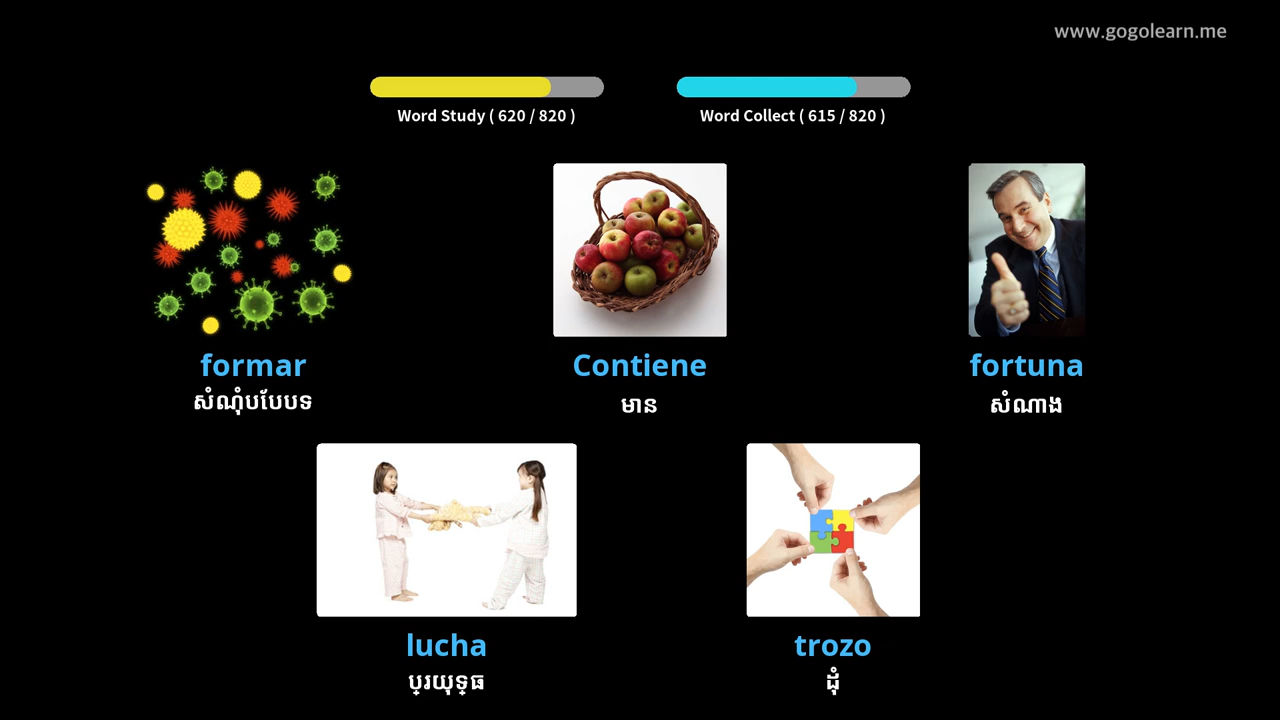 www.gogolearn.me
Word Study ( 620 / 820 )
Word Collect ( 615 / 820 )
formar
សំណុំបបែបទ
Contiene
មាន
fortuna
សំណាង
lucha
ប្រយុទ្ធ
trozo
ដុំ